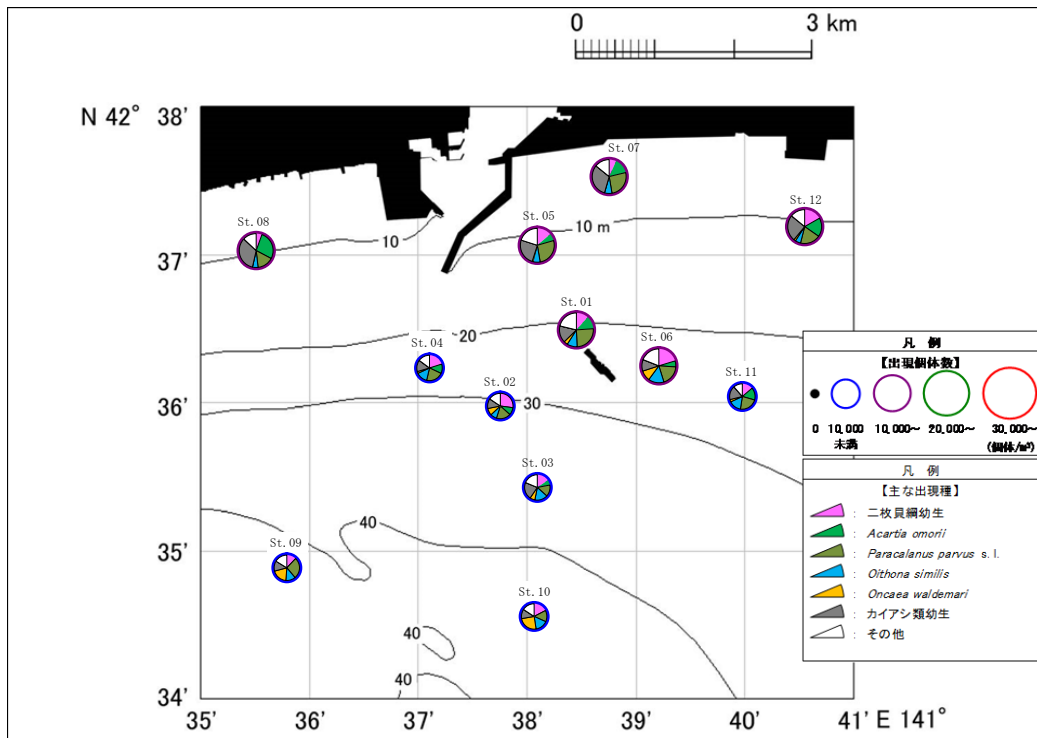 0 3 km
N 42° 38'
St.07
St.12
St.08
St.05
10 m
10
37'
St.01
20
St.04
St.06
St.02
St.11
36'
30
St.03
40
St.09
35'
St.10
40
40
34'
35' 36' 37' 38' 39' 40' 41' E 141°
凡 例
【出現個体数】
0 10,000 10,000～ 20,000～ 30,000～
未満 (個体/m³)
凡 例
【主な出現種】
: 二枚貝綱幼生
: Acartia omorii
: Paracalanus parvus s.l.
: Oithona similis
: Oncaea waldemari
: カイアシ類幼生
: その他